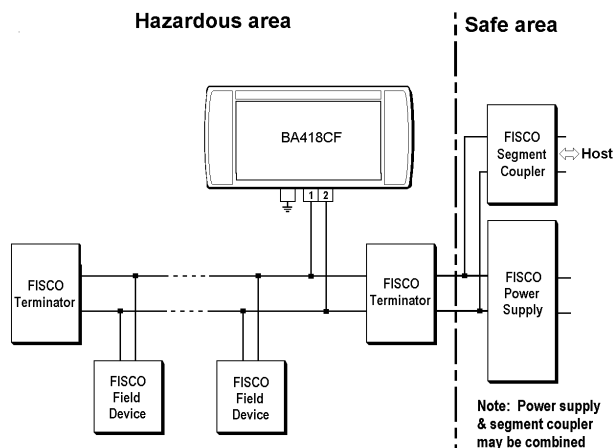 Hazardous area
Safe area
BA418CF
1 2
FISCO
Segment
Coupler
Host
FISCO
Terminator
FISCO
Terminator
FISCO
Power
Supply
FISCO
Field
Device
FISCO
Field
Device
Note: Power supply
& segment coupler
may be combined